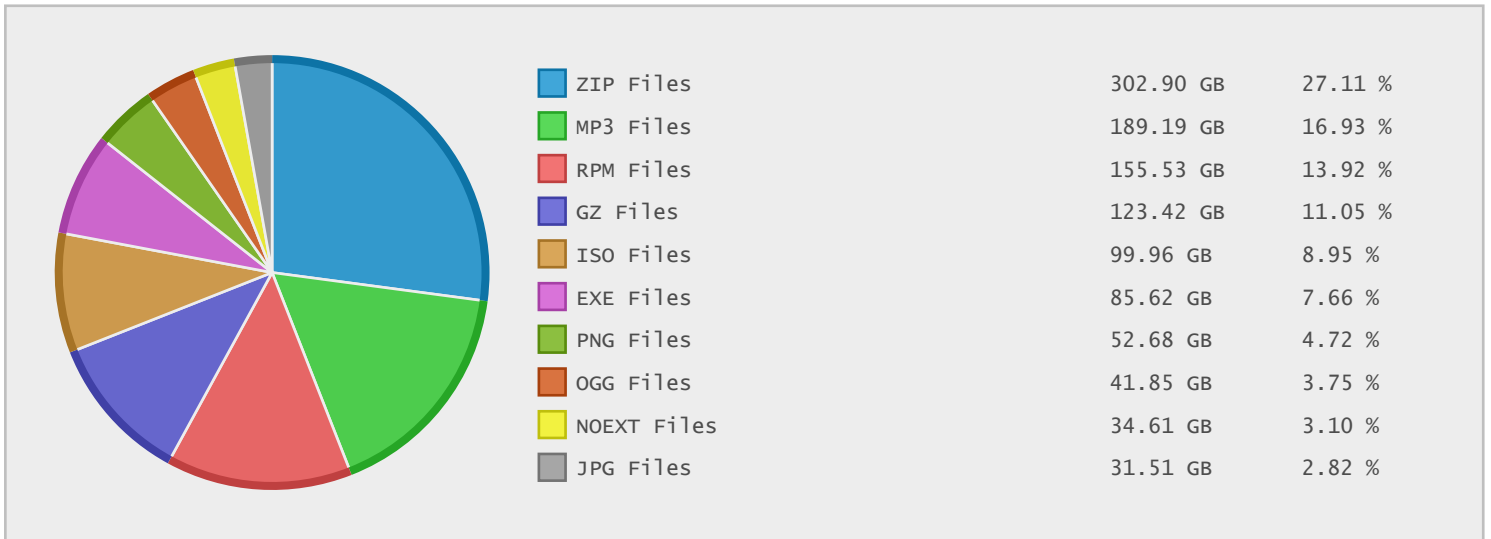 ZIP Files 302.90 GB 27.11 %
MP3 Files 189.19 GB 16.93 %
RPM Files 155.53 GB 13.92 %
GZ Files 123.42 GB 11.05 %
ISO Files 99.96 GB 8.95 %
EXE Files 85.62 GB 7.66 %
PNG Files 52.68 GB 4.72 %
OGG Files 41.85 GB 3.75 %
NOEXT Files 34.61 GB 3.10 %
JPG Files 31.51 GB 2.82 %